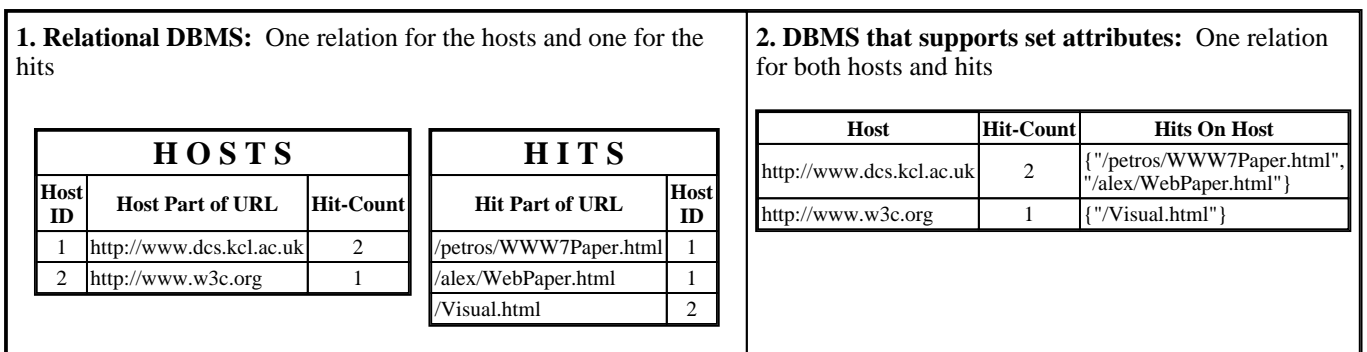 1. Relational DBMS: One relation for the hosts and one for the
hits
HOSTS
Host ID Host Part of URL Hit-Count
1 http://www.dcs.kcl.ac.uk 2
2 http://www.w3c.org 1
HITS
Hit Part of URL Host ID
/petros/WWW7Paper.html 1
/alex/WebPaper.html 1
/Visual.html 2
2. DBMS that supports set attributes: One relation
for both hosts and hits
Host Hit-Count Hits On Host
http://www.dcs.kcl.ac.uk 2 {"/petros/WWW7Paper.html",
"/alex/WebPaper.html"}
http://www.w3c.org 1 {"/Visual.html"}